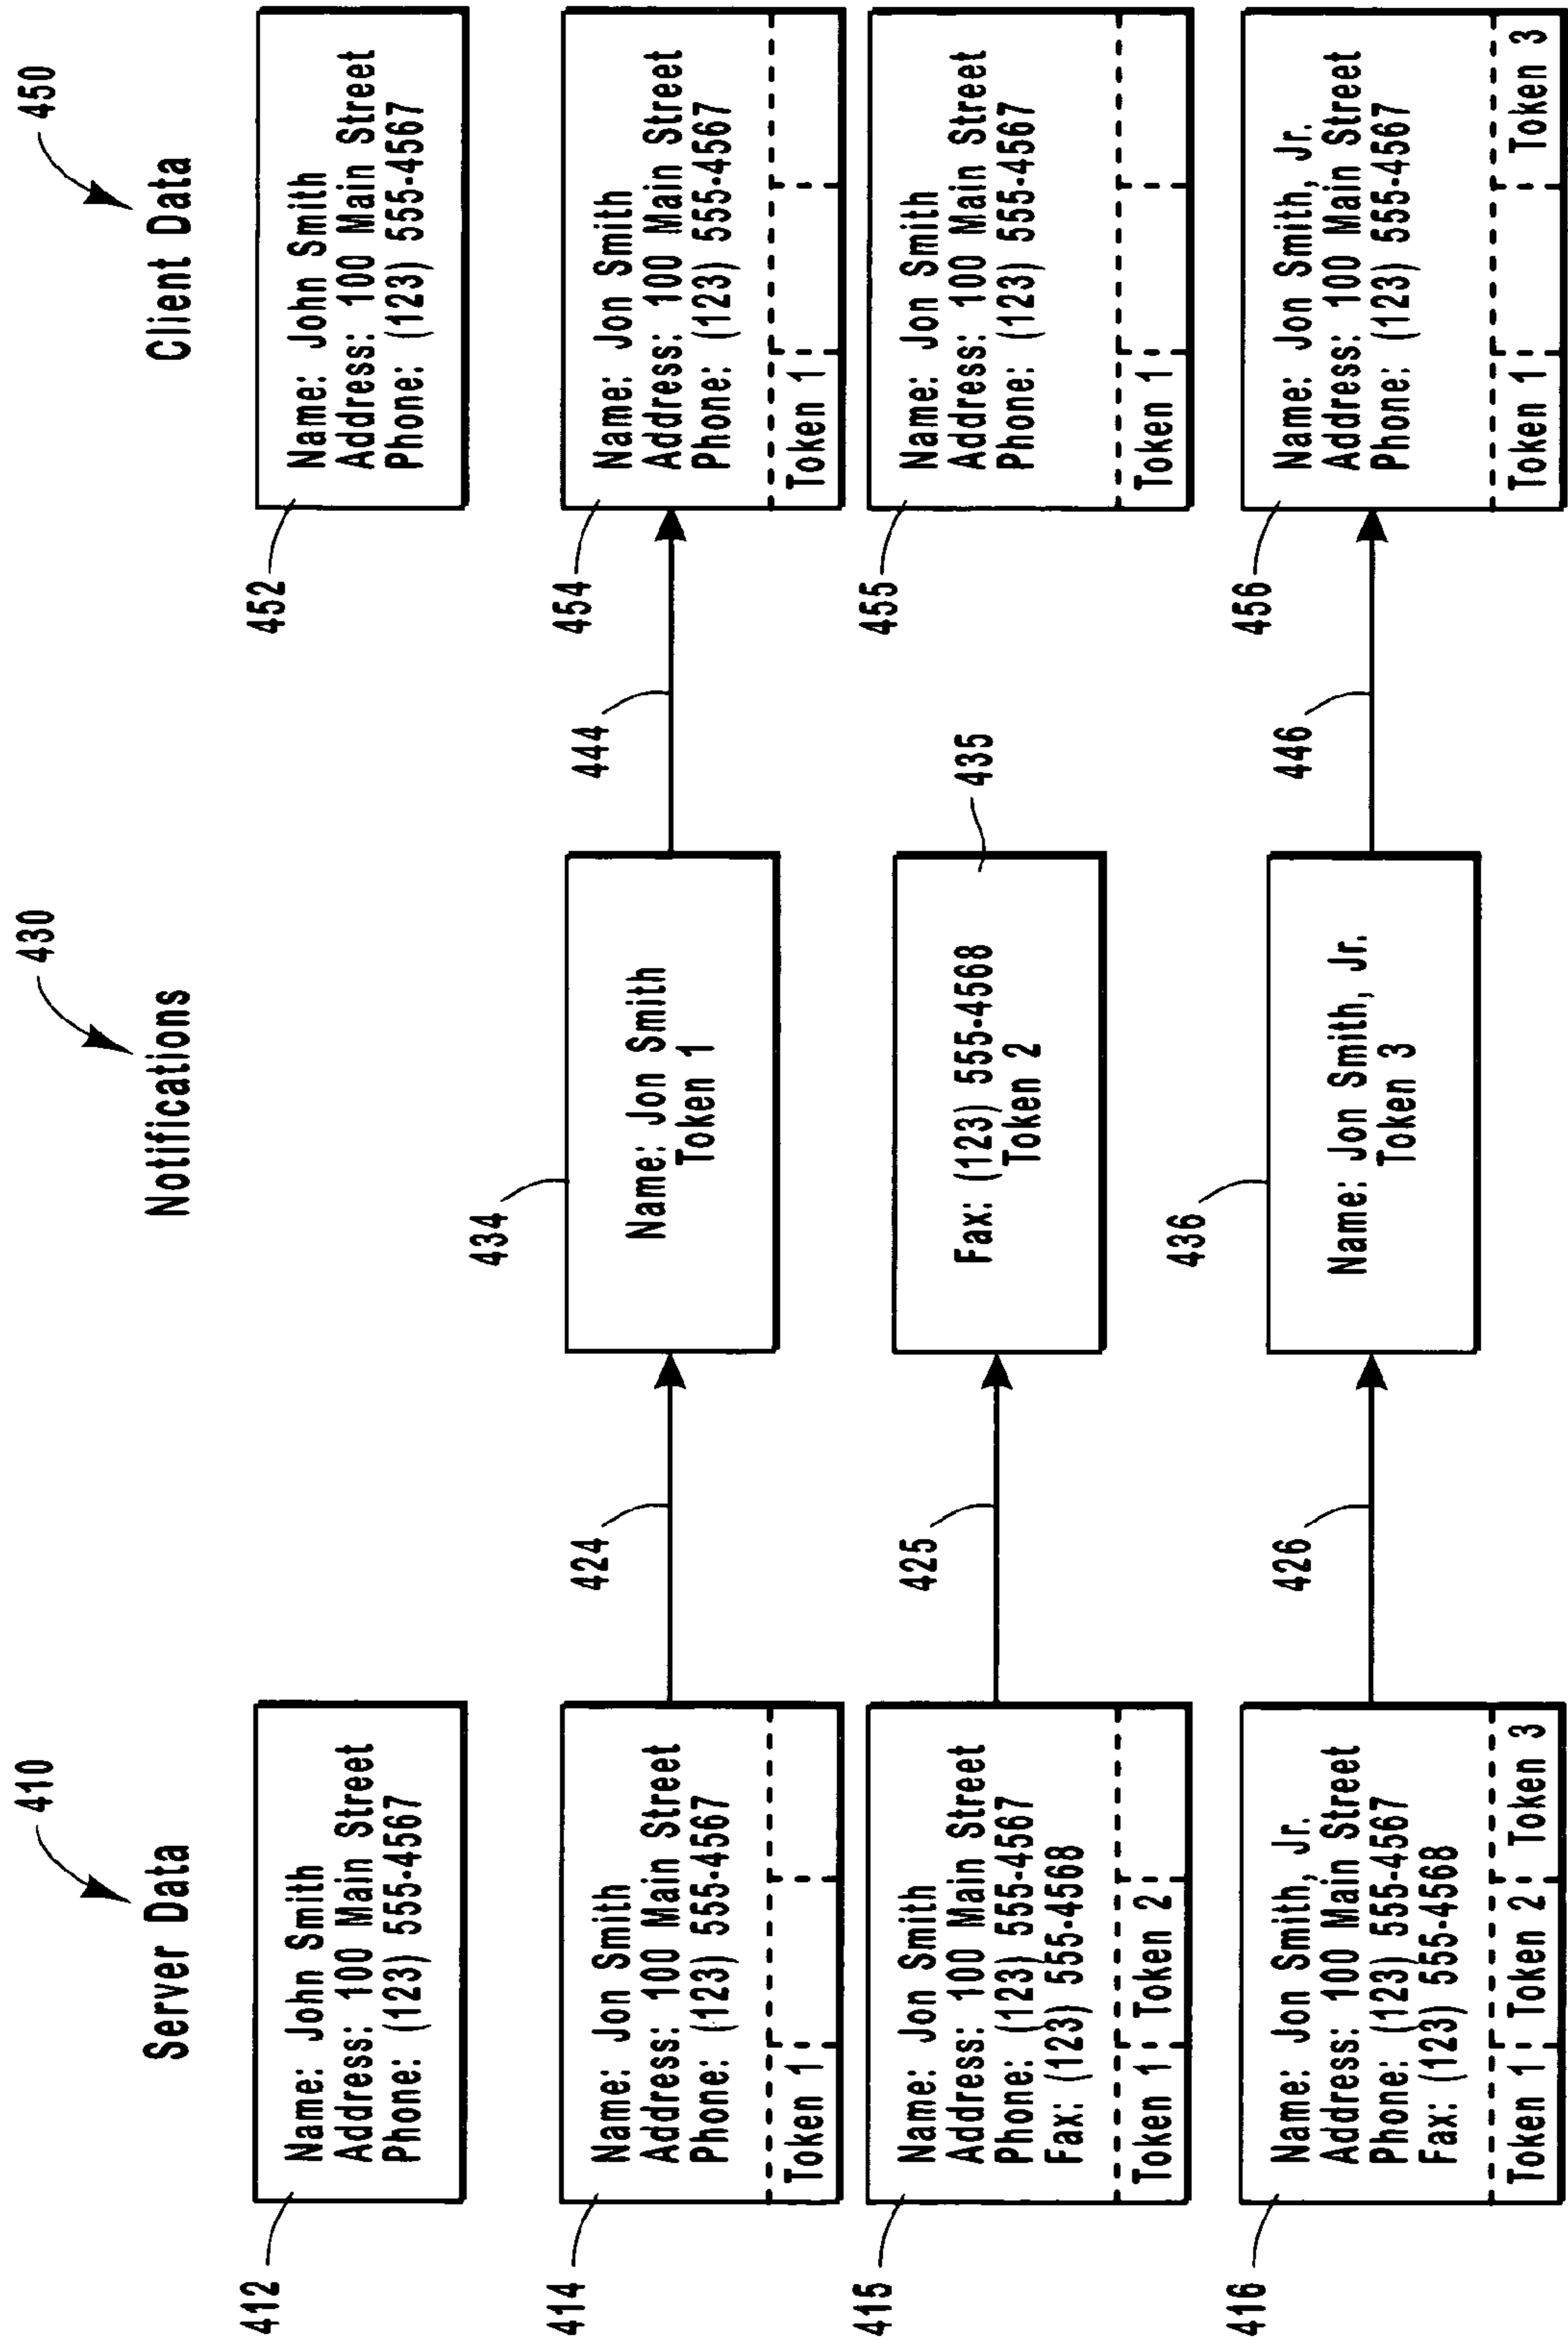 410
Server Data
430
Notifications
450
Client Data
412
Name: John Smith
Address: 100 Main Street
Phone: (123) 555-4567
452
Name: John Smith
Address: 100 Main Street
Phone: (123) 555-4567
414
Name: Jon Smith
Address: 100 Main Street
Phone: (123) 555-4567
Token 1
424
434
Name: Jon Smith
Token 1
444
454
Name: Jon Smith
Address: 100 Main Street
Phone: (123) 555-4567
Token 1
415
Name: Jon Smith
Address: 100 Main Street
Phone: (123) 555-4567
Fax: (123) 555-4568
Token 1 Token 2
425
435
Fax: (123) 555-4568
Token 2
455
Name: Jon Smith
Address: 100 Main Street
Phone: (123) 555-4567
Token 1
416
Name: Jon Smith, Jr.
Address: 100 Main Street
Phone: (123) 555-4567
Fax: (123) 555-4568
Token 1 Token 2 Token 3
426
436
Name: Jon Smith, Jr.
Token 3
446
456
Name: Jon Smith, Jr.
Address: 100 Main Street
Phone: (123) 555-4567
Token 1 Token 3